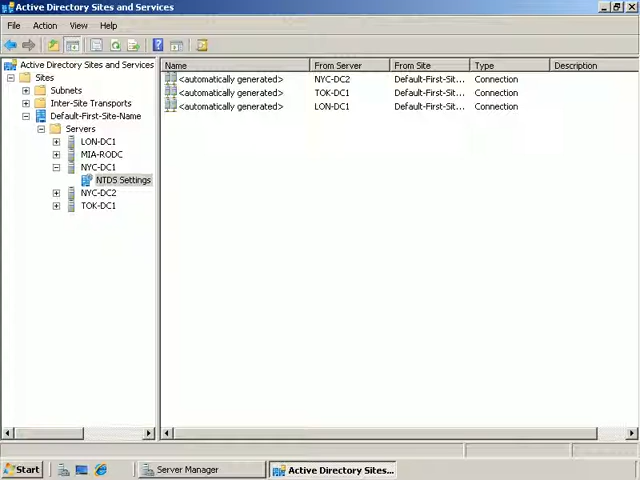 Active Directory Sites and Services
File Action View Help
Active Directory Sites and Services
Sites
Subnets
Inter-Site Transports
Default-First-Site-Name
Servers
LON-DC1
MIA-RODC
NYC-DC1
NTDS Settings
NYC-DC2
TOK-DC1
Name From Server From Site Type Description
<automatically generated> NYC-DC2 Default-First-Sit... Connection
<automatically generated> TOK-DC1 Default-First-Sit... Connection
<automatically generated> LON-DC1 Default-First-Sit... Connection
Start Server Manager Active Directory Sites...